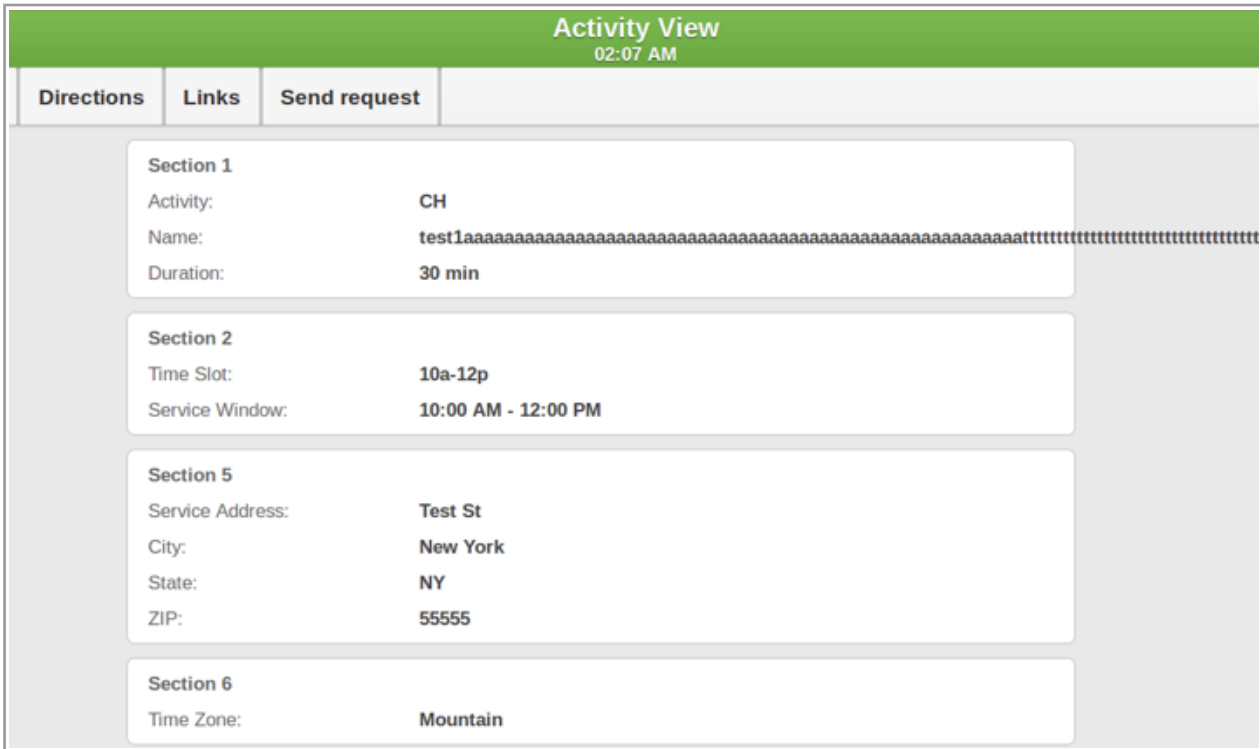 Activity View
02:07 AM
Directions Links Send request
Section 1
Activity: CH
Name: test1aaaaaaaaaaaaaaaaaaaaaaaaaaaaaaaaaaaaaaaaaaaaaatttttttttttttttttttttttttttttttttt
Duration: 30 min
Section 2
Time Slot: 10a-12p
Service Window: 10:00 AM - 12:00 PM
Section 5
Service Address: Test St
City: New York
State: NY
ZIP: 55555
Section 6
Time Zone: Mountain